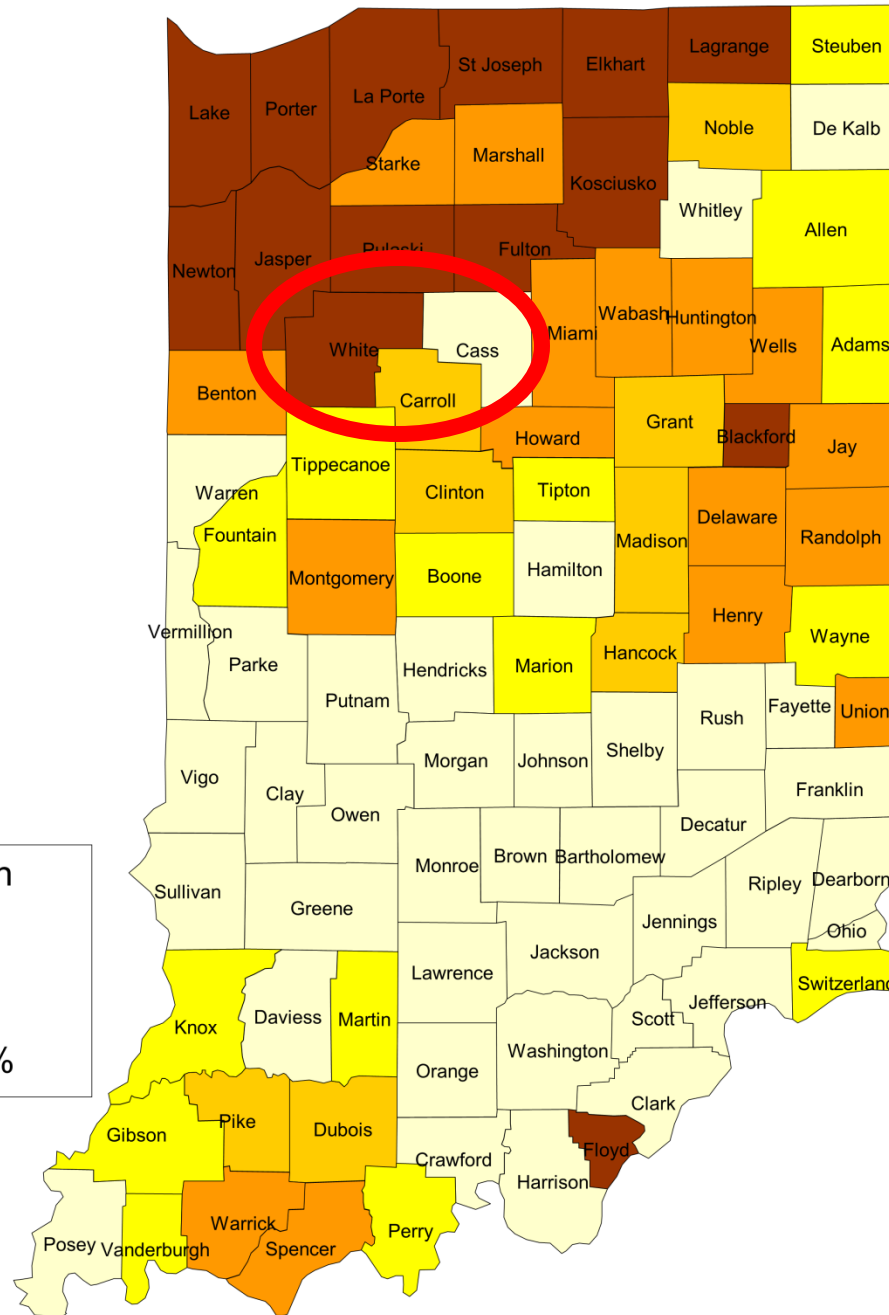 Lagrange
Steuben
St Joseph
Elkhart
La Porte
Porter
Lake
Noble
De Kalb
Starke
Marshall
Kosciusko
Whitley
Allen
Newton
Jasper
Pulaski
Fulton
White
Cass
Miami
Wabash
Huntington
Wells
Adams
Benton
Carroll
Howard
Grant
Blackford
Jay
Tippecanoe
Warren
Clinton
Tipton
Fountain
Madison
Delaware
Randolph
Montgomery
Boone
Hamilton
Henry
Wayne
Vermillion
Parke
Hendricks
Marion
Hancock
Putnam
Rush
Fayette
Union
Morgan
Johnson
Shelby
Vigo
Clay
Owen
Franklin
Decatur
Monroe
Brown
Bartholomew
Ripley
Dearborn
Sullivan
Greene
Jennings
Ohio
Jackson
Lawrence
Switzerland
Jefferson
Knox
Daviess
Martin
Scott
Washington
Orange
Clark
Pike
Dubois
Gibson
Floyd
Crawford
Harrison
Warrick
Perry
Posey
Vanderburgh
Spencer
n
%